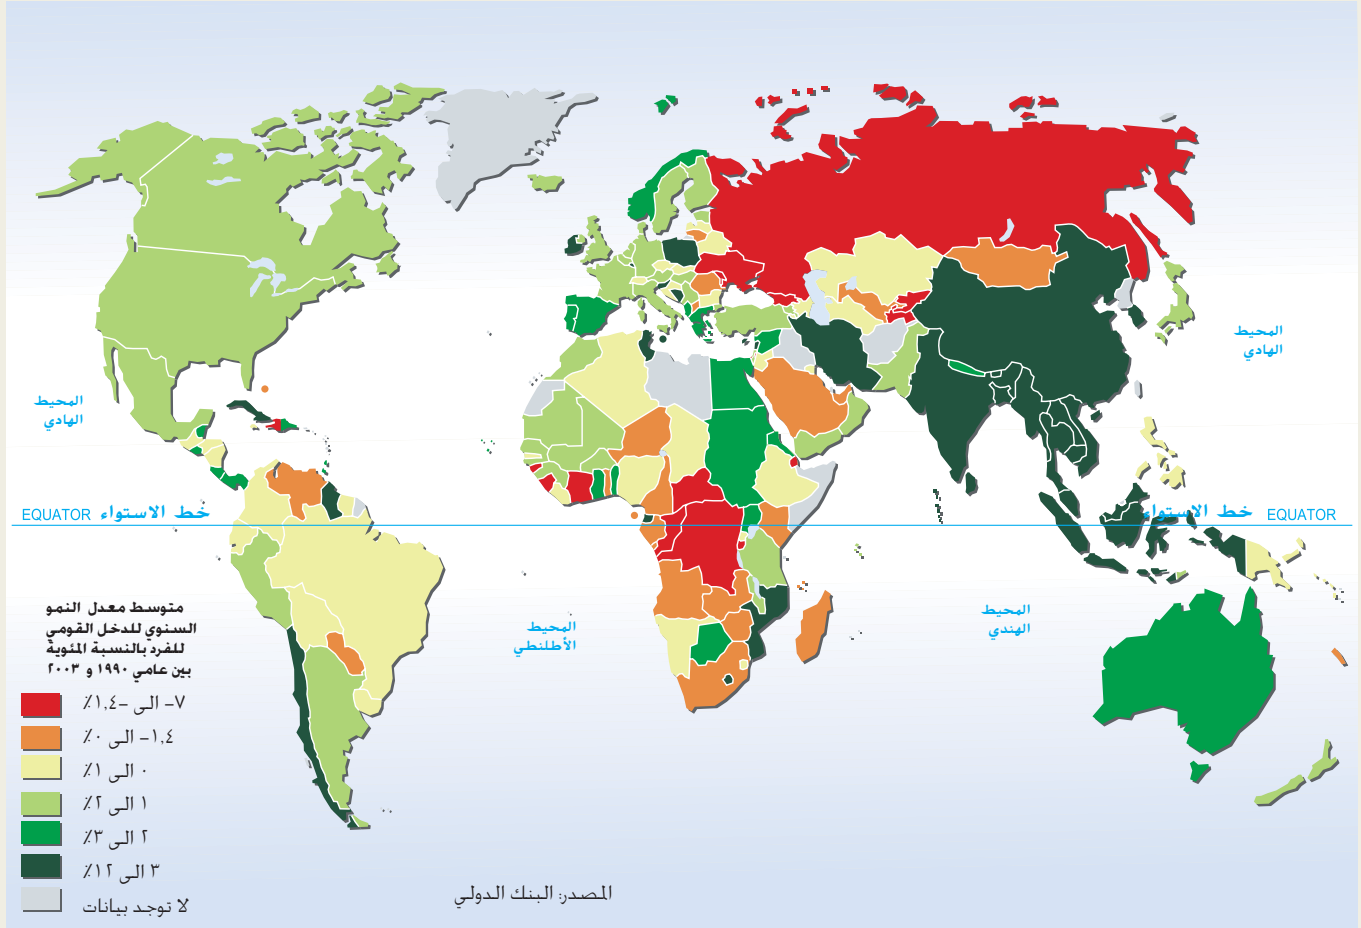 المحيط
الهادي
المحيط
الهادي
EQUATOR خط الاستواء
خط الاستواء EQUATOR
المحيط
الأطلنطي
المحيط
الهندي
متوسط معدل النمو
السنوي للدخل القومي
للفرد بالنسبة المئوية
بين عامي ١٩٩٠ و ٢٠٠٣
٧- الى -١,٤٪
١,٤- الى ٠٪
٠ الى ١٪
١ الى ٢٪
٢ الى ٣٪
٣ الى ١٢٪
لا توجد بيانات
المصدر: البنك الدولي